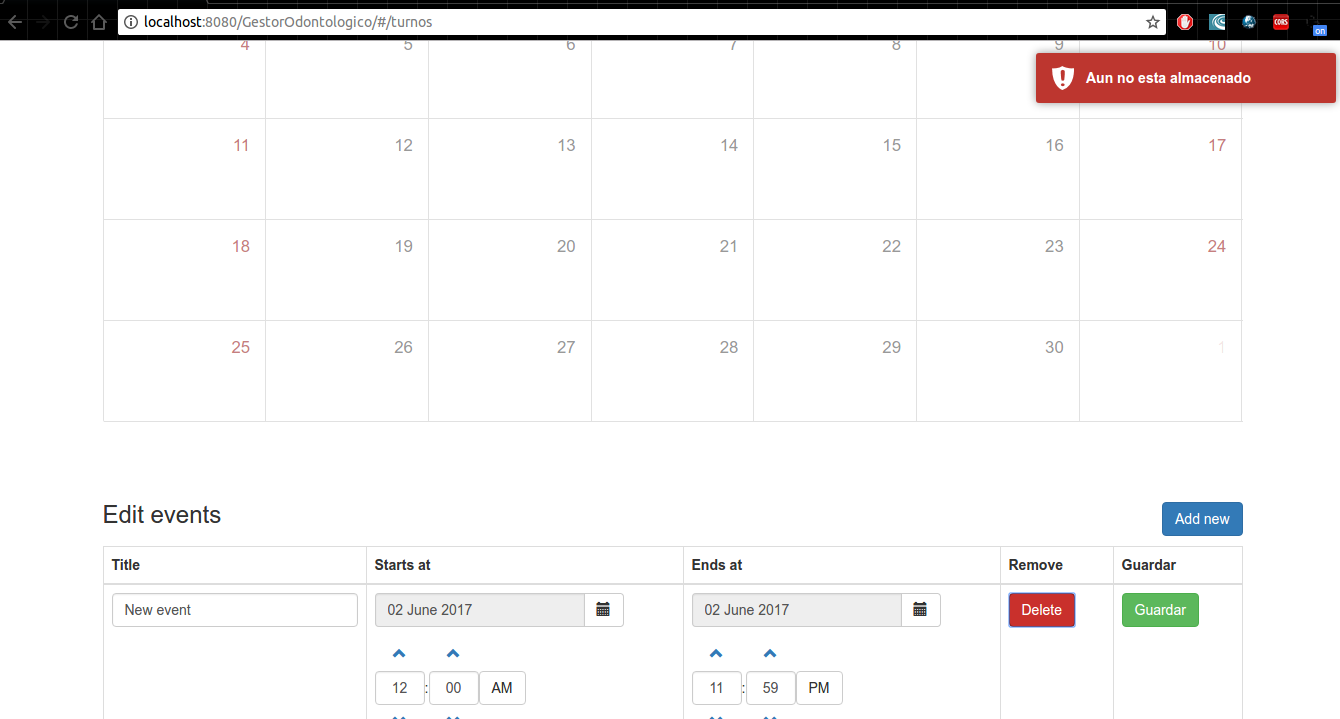 localhost:8080/GestorOdontologico/#/turnos
CORS
on
4 5 6 7 8 9 10
Aun no esta almacenado
11 12 13 14 15 16 17
18 19 20 21 22 23 24
25 26 27 28 29 30 1
Edit events
Add new
Title Starts at Ends at Remove Guardar
New event 02 June 2017 02 June 2017 Delete Guardar
12 : 00 AM 11 : 59 PM